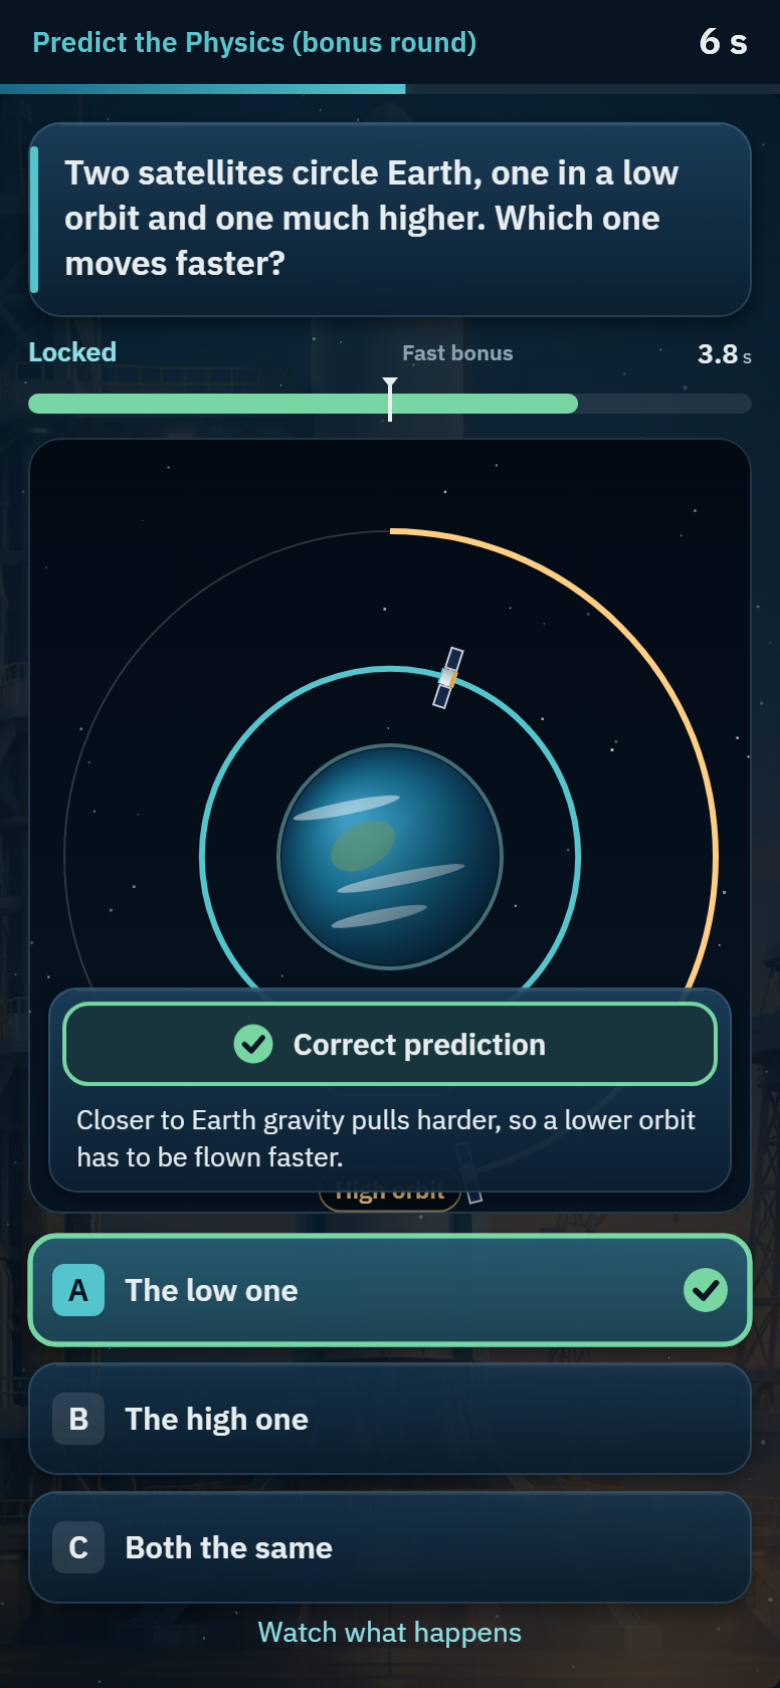 Predict the Physics (bonus round)
6 s
Two satellites circle Earth, one in a low
orbit and one much higher. Which one
moves faster?
Locked
Fast bonus
3.8 s
Correct prediction
Closer to Earth gravity pulls harder, so a lower orbit
has to be flown faster.
High orbit
A The low one
B The high one
C Both the same
Watch what happens